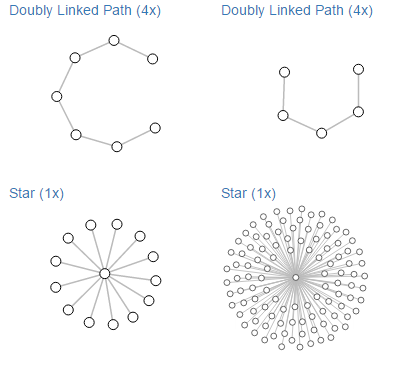 Doubly Linked Path (4x)
Doubly Linked Path (4x)
Star (1x)
Star (1x)